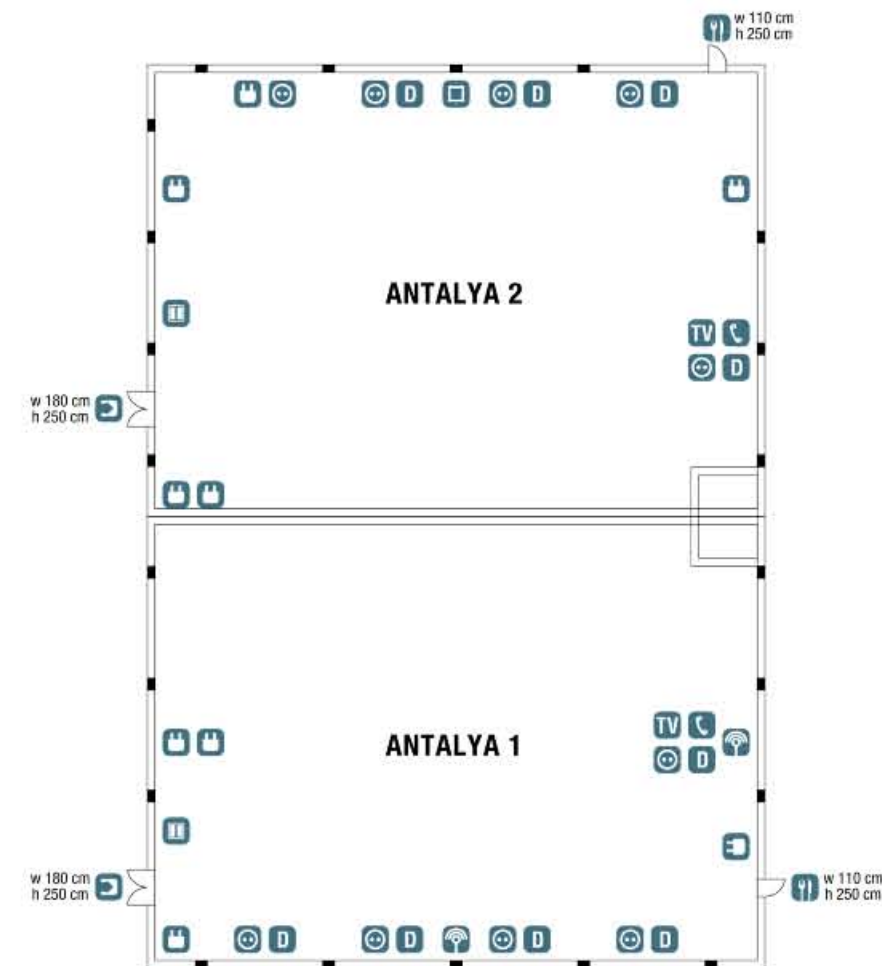 w 110 cm
h 250 cm
D D D
ANTALYA 2
TV
D
w 180 cm
h 250 cm
TV
ANTALYA 1
D
w 180 cm
h 250 cm
w 110 cm
h 250 cm
D D D D